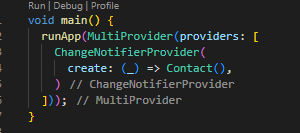 Run | Debug | Profile
void main() {
  runApp(MultiProvider(providers: [
    ChangeNotifierProvider(
      create: (_) => Contact(),
    ) // ChangeNotifierProvider
  ])); // MultiProvider
}